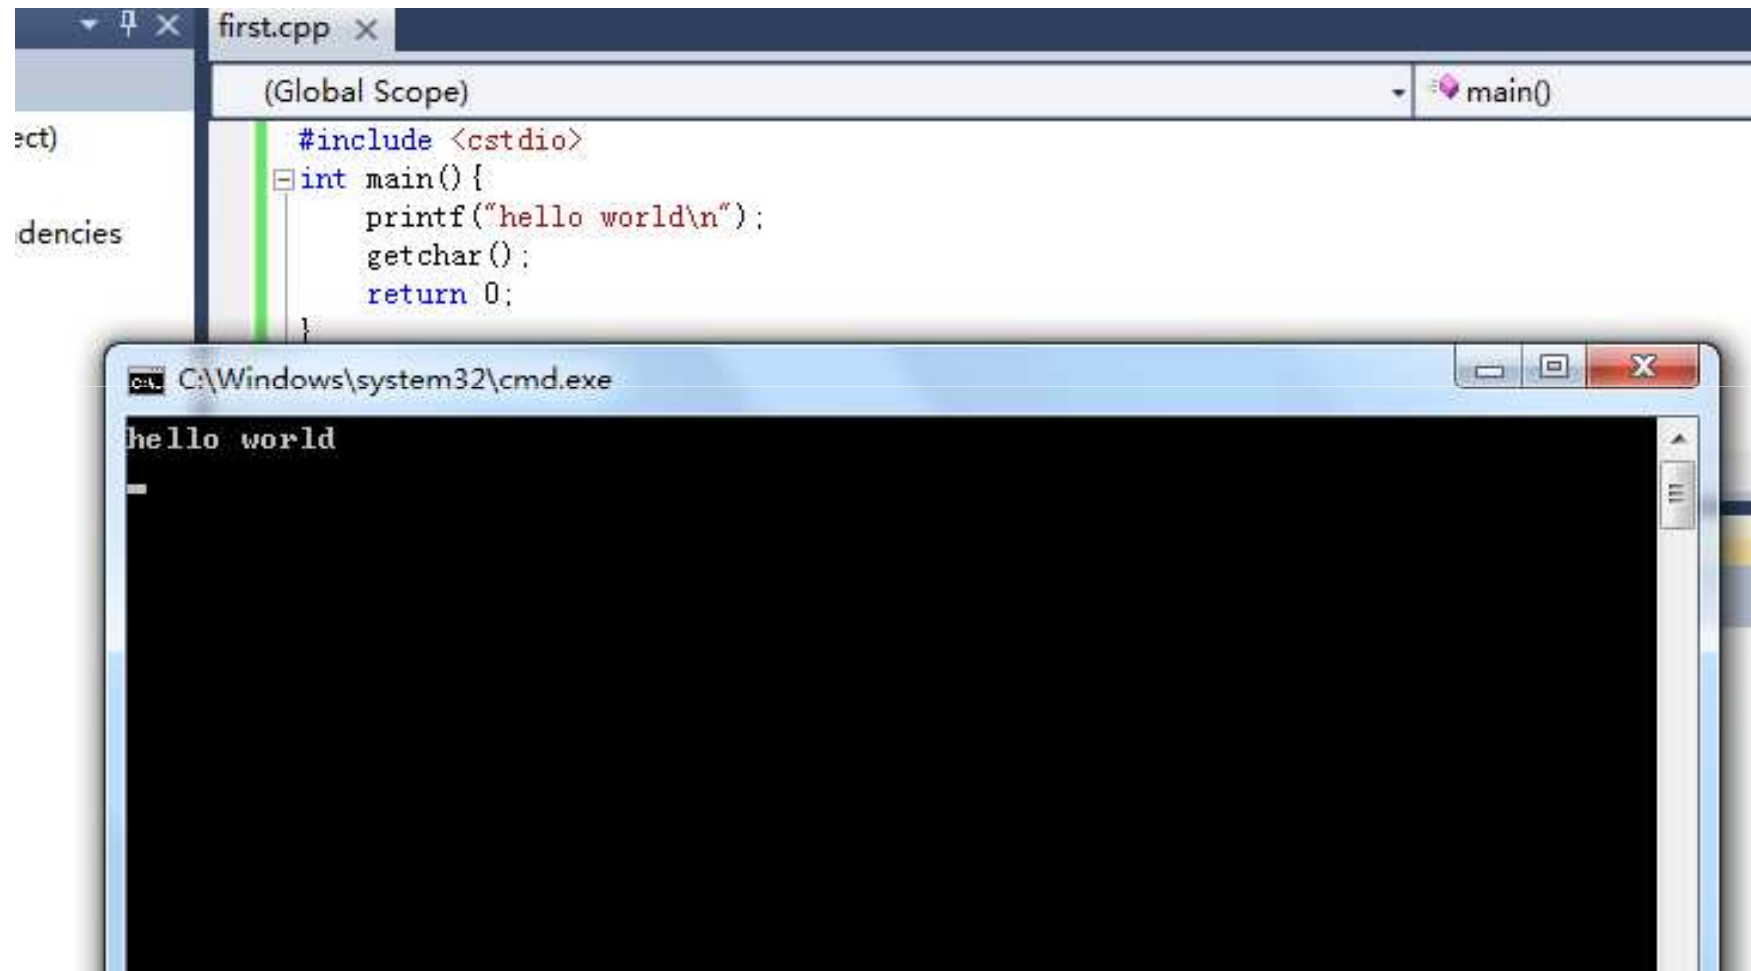 first.cpp
(Global Scope)
main()
ect)
dencies
#include <cstdio>
int main(){
printf("hello world\n");
getchar();
return 0;
}
C:\Windows\system32\cmd.exe
hello world